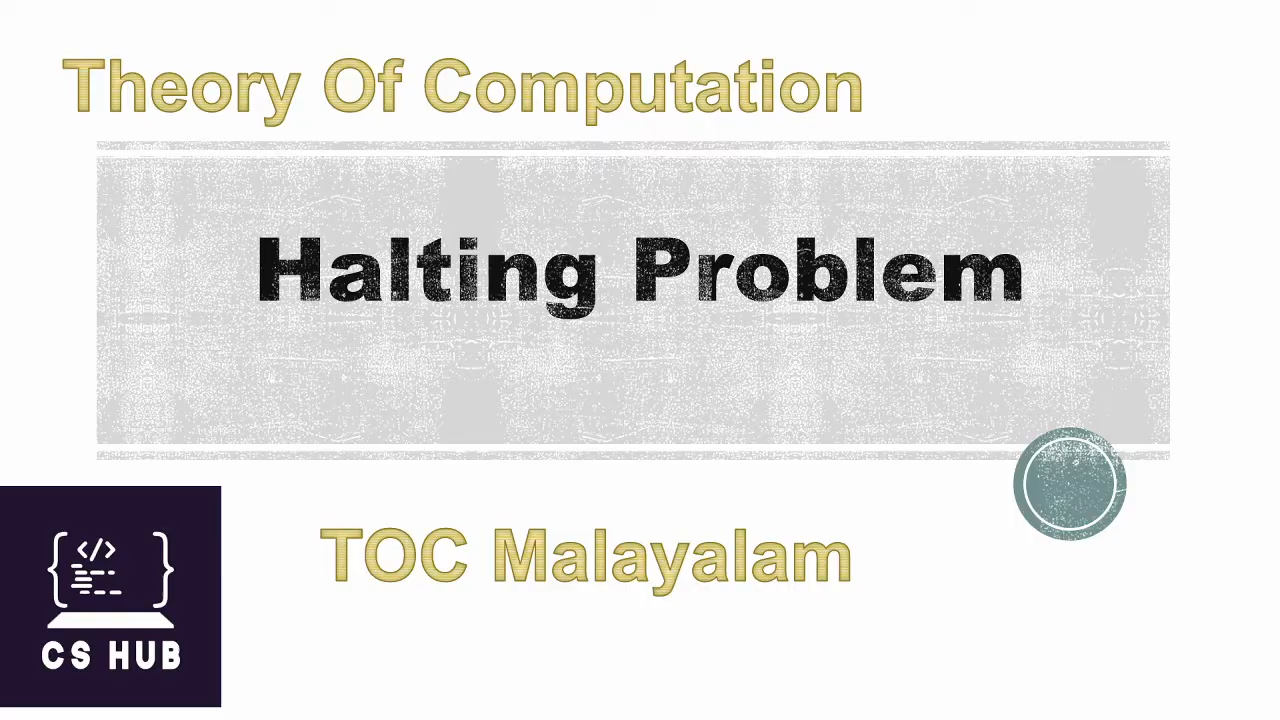 Theory Of Computation
Halting Problem
TOC Malayalam
{</>}
CS HUB